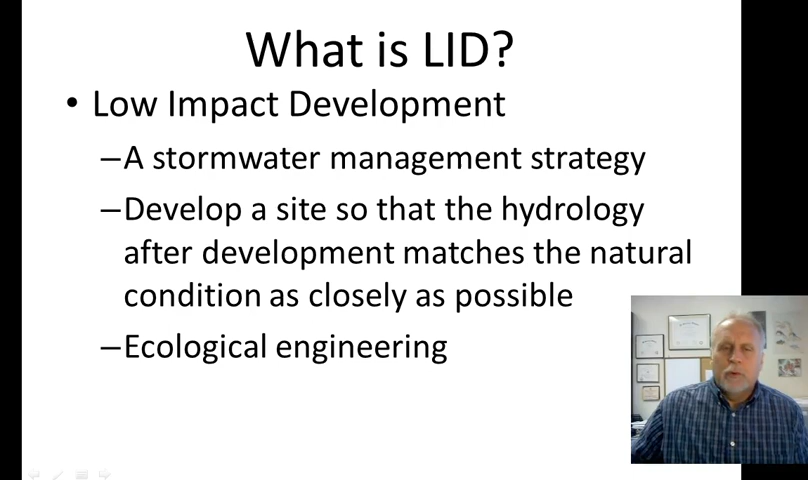 What is LID?
• Low Impact Development
–A stormwater management strategy
–Develop a site so that the hydrology
after development matches the natural
condition as closely as possible
–Ecological engineering